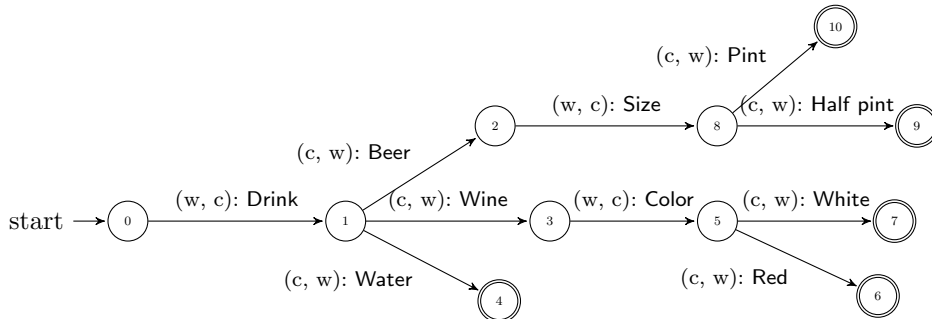 10
(c, w): Pint
2
(w, c): Size
8
(c, w): Half pint
9
(c, w): Beer
start
0
(w, c): Drink
1
(c, w): Wine
3
(w, c): Color
5
(c, w): White
7
(c, w): Water
4
(c, w): Red
6